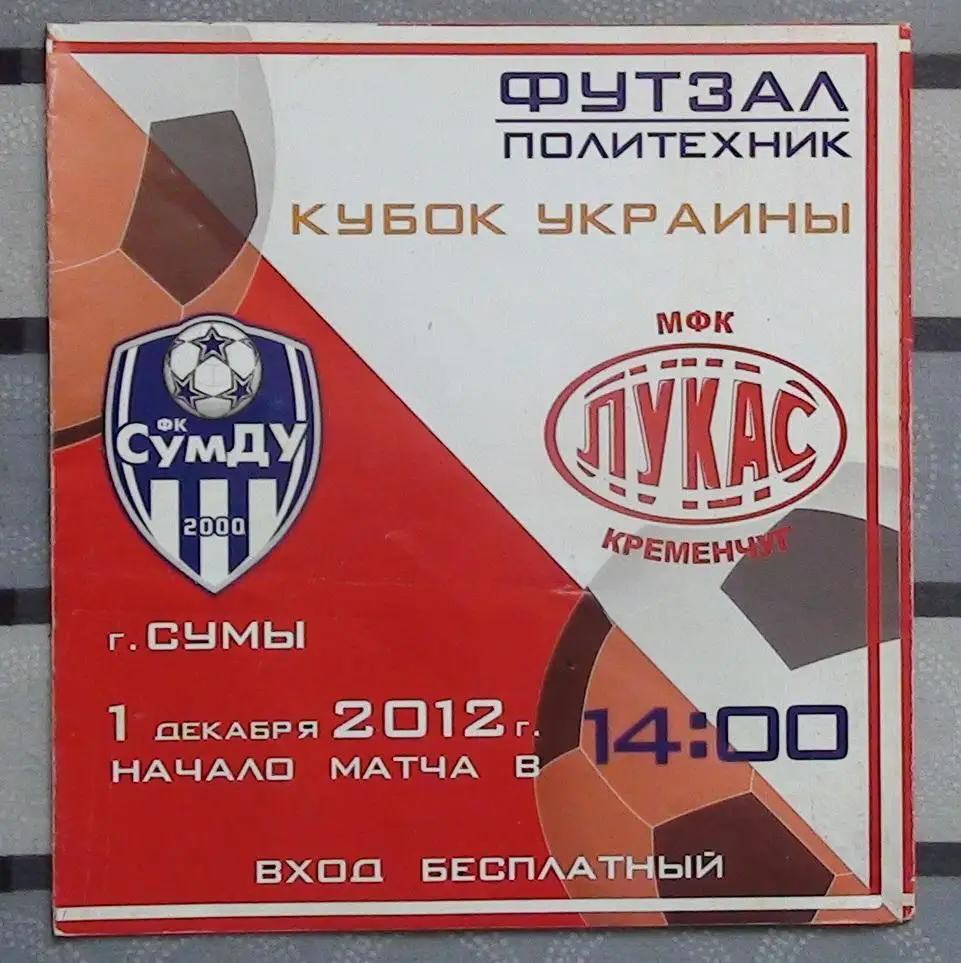 ФУТЗАЛ
ПОЛИТЕХНИК
КУБОК УКРАИНЫ
ФК
СумДУ
2000
МФК
ЛУКАС
КРЕМЕНЧУГ
г. СУМЫ
1 ДЕКАБРЯ 2012 г.
НАЧАЛО МАТЧА В 14:00
ВХОД БЕСПЛАТНЫЙ